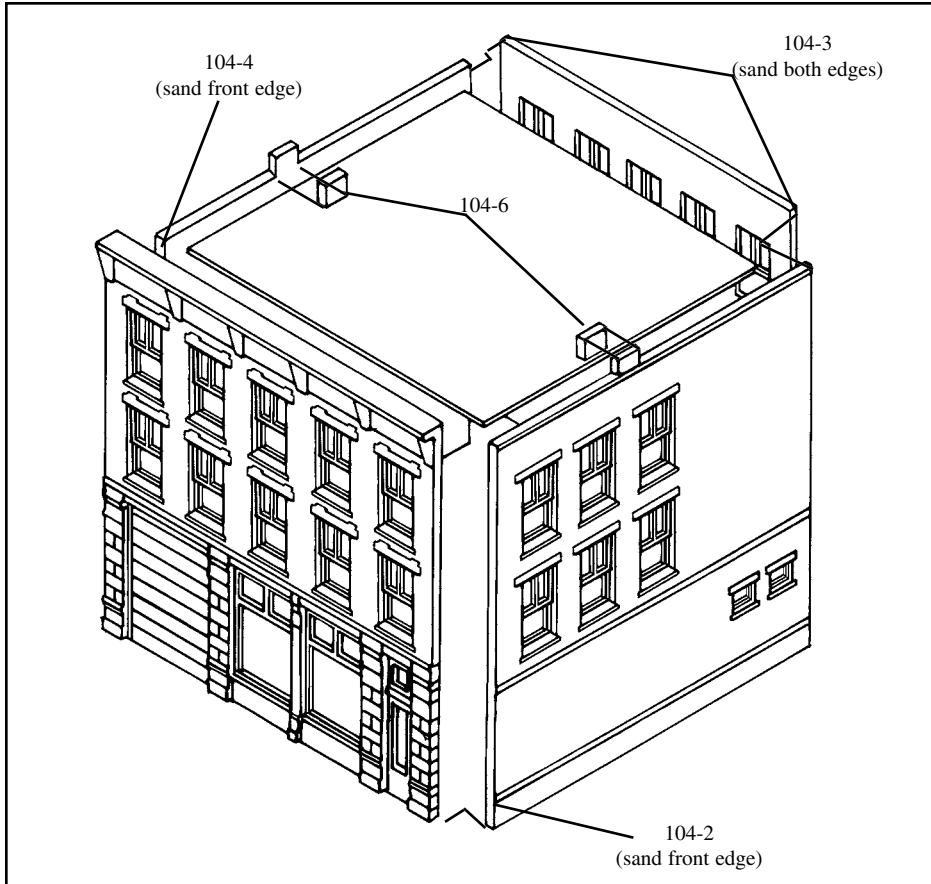 104-4
(sand front edge)
104-3
(sand both edges)
104-6
104-2
(sand front edge)